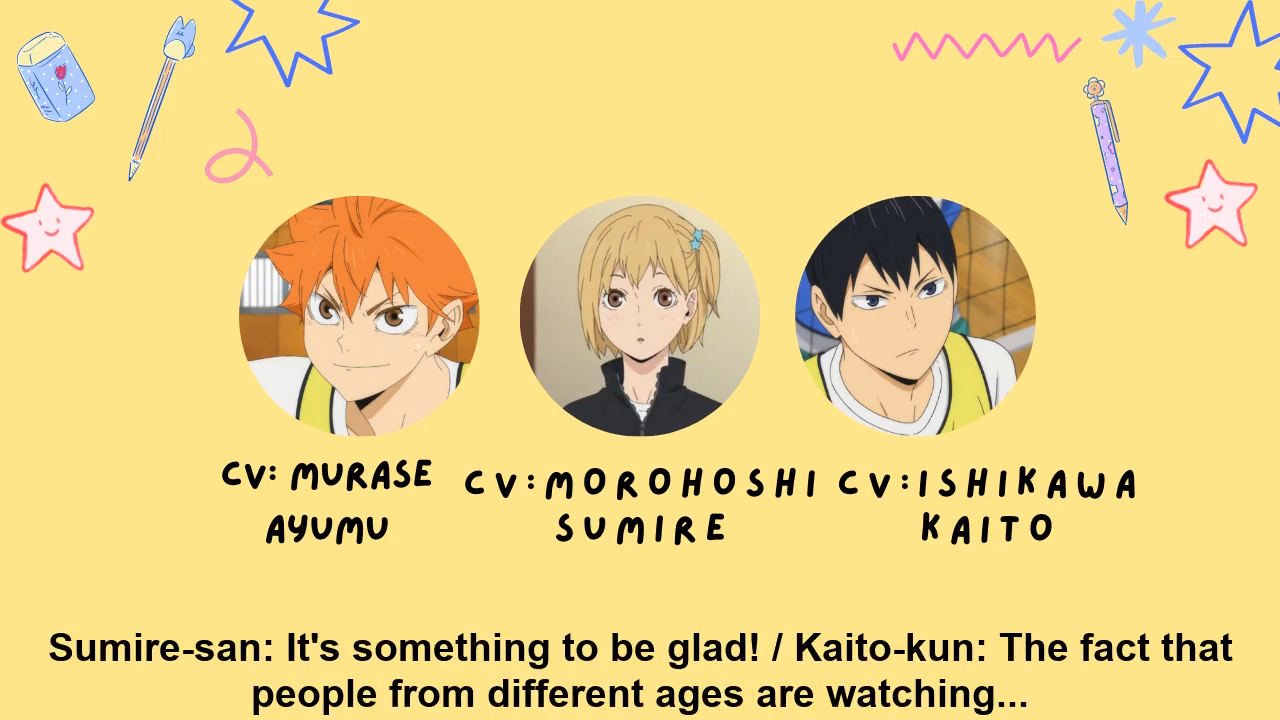 CV: MURASE
AYUMU
CV:MOROHOSHI
SUMIRE
CV:ISHIKAWA
KAITO
Sumire-san: It's something to be glad! / Kaito-kun: The fact that
people from different ages are watching...